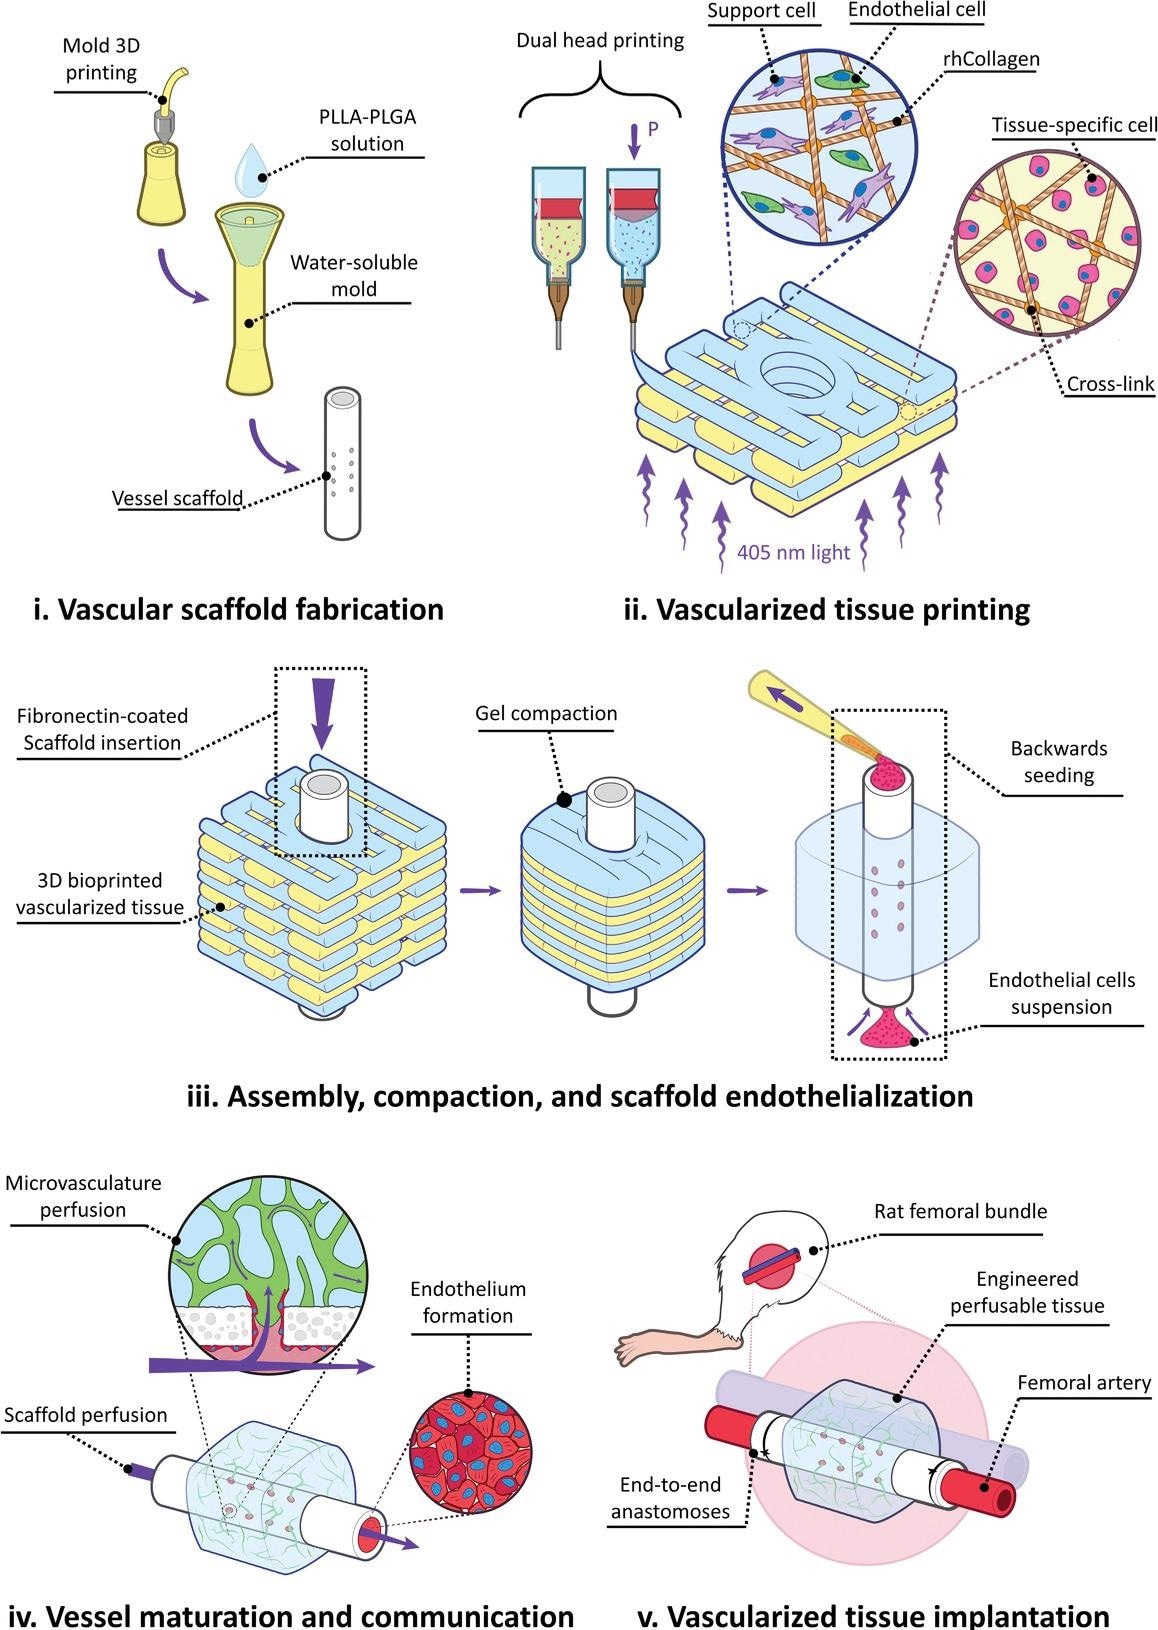 Mold 3D
printing
PLLA-PLGA
solution
Water-soluble
mold
Vessel scaffold
i. Vascular scaffold fabrication
Dual head printing
P
Support cell
Endothelial cell
rhCollagen
Tissue-specific cell
Cross-link
405 nm light
ii. Vascularized tissue printing
Fibronectin-coated
Scaffold insertion
3D bioprinted
vascularized tissue
Gel compaction
Backwards
seeding
Endothelial cells
suspension
iii. Assembly, compaction, and scaffold endothelialization
Microvasculature
perfusion
Endothelium
formation
Scaffold perfusion
iv. Vessel maturation and communication
Rat femoral bundle
Engineered
perfusable tissue
Femoral artery
End-to-end
anastomoses
v. Vascularized tissue implantation